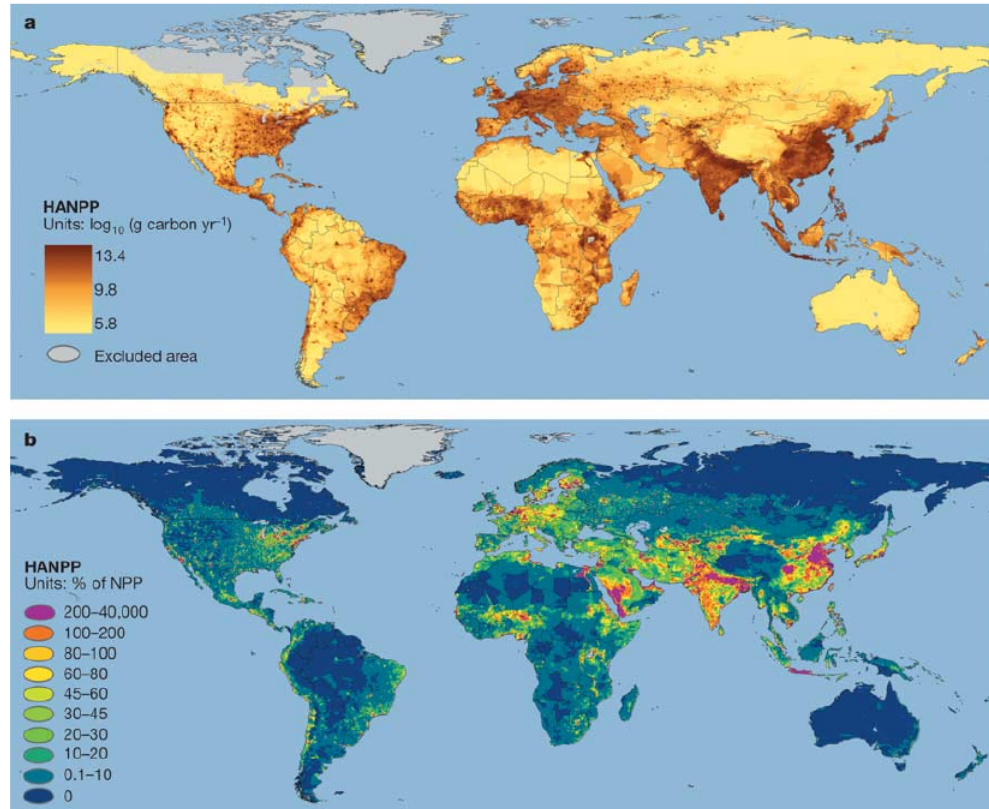 a
HANPP
Units: log₁₀ (g carbon yr⁻¹)
13.4
9.8
5.8
Excluded area
b
HANPP
Units: % of NPP
200–40,000
100–200
80–100
60–80
45–60
30–45
20–30
10–20
0.1–10
0